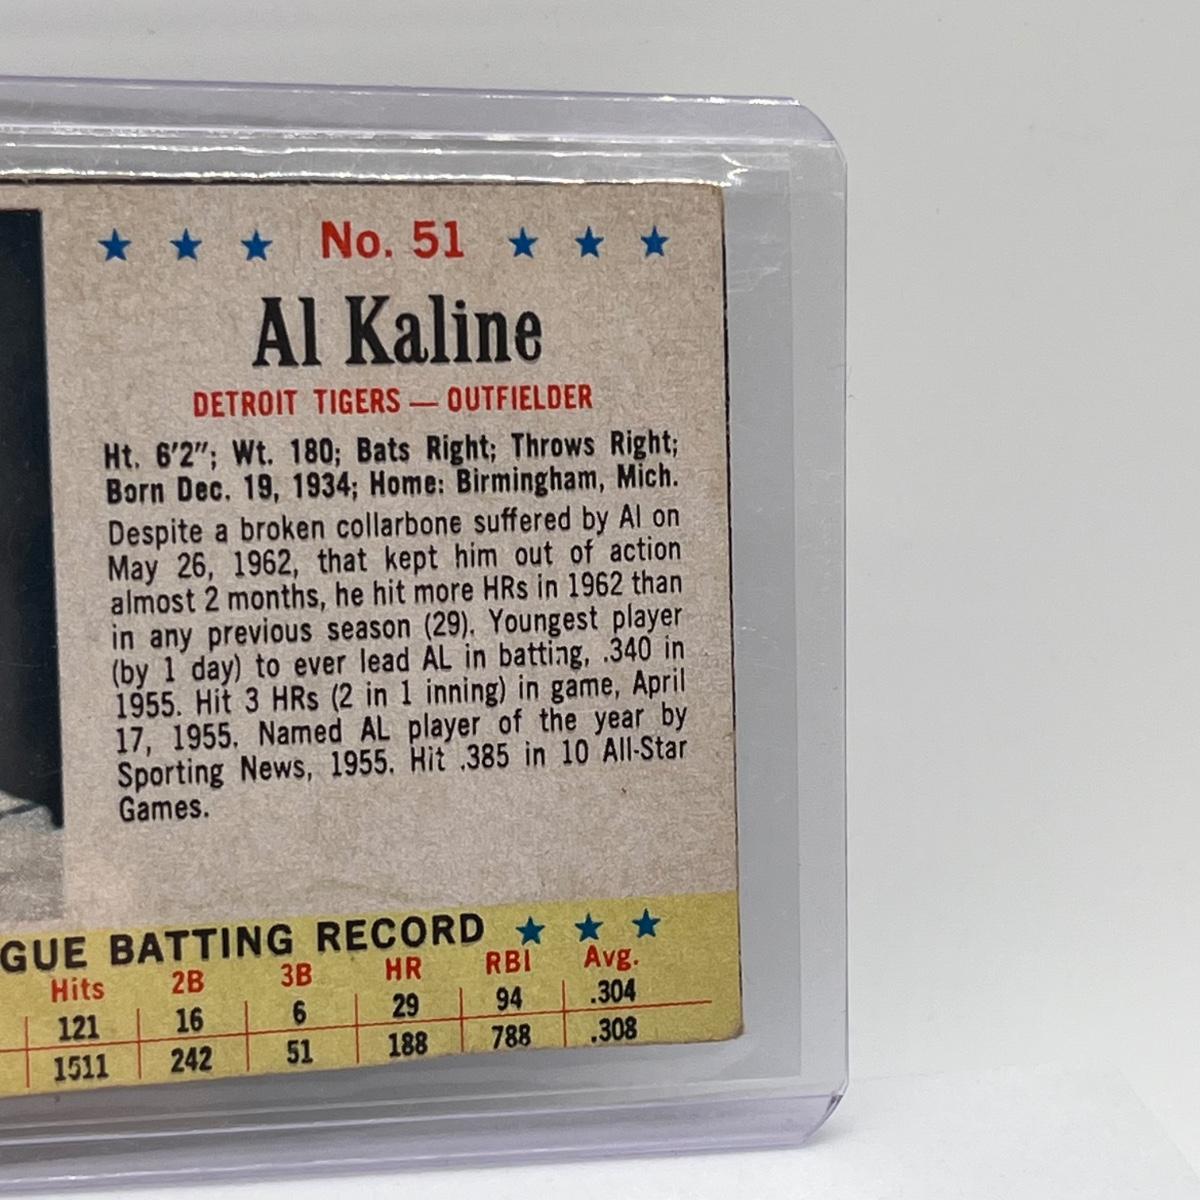 No. 51
Al Kaline
DETROIT TIGERS — OUTFIELDER
Ht. 6'2"; Wt. 180; Bats Right; Throws Right;
Born Dec. 19, 1934; Home: Birmingham, Mich.
Despite a broken collarbone suffered by Al on
May 26, 1962, that kept him out of action
almost 2 months, he hit more HRs in 1962 than
in any previous season (29). Youngest player
(by 1 day) to ever lead AL in batting, .340 in
1955. Hit 3 HRs (2 in 1 inning) in game, April
17, 1955. Named AL player of the year by
Sporting News, 1955. Hit .385 in 10 All-Star
Games.
GUE BATTING RECORD
Hits 2B 3B HR RBI Avg.
121 16 6 29 94 .304
1511 242 51 188 788 .308